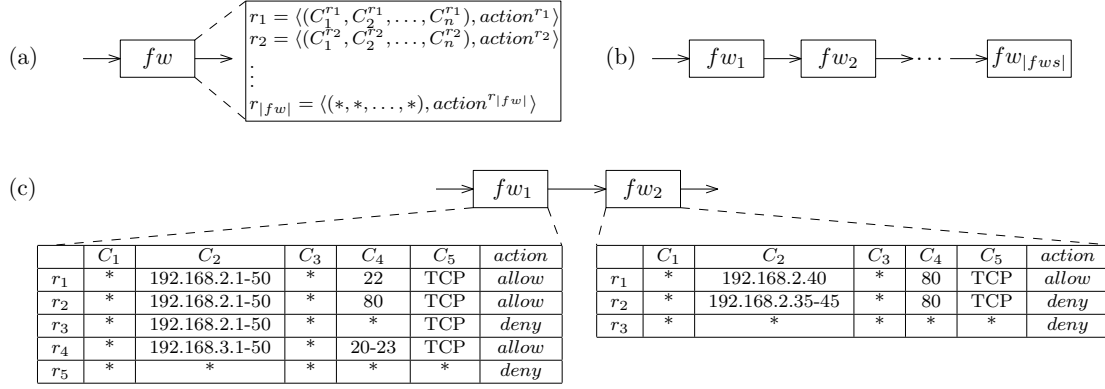 (a)
fw
r₁ = ⟨(C₁^{r₁}, C₂^{r₁}, . . . , Cₙ^{r₁}), action^{r₁}⟩
r₂ = ⟨(C₁^{r₂}, C₂^{r₂}, . . . , Cₙ^{r₂}), action^{r₂}⟩
⋮
r_{|fw|} = ⟨(∗, ∗, . . . , ∗), action^{r_{|fw|}}⟩
(b)
fw₁ fw₂ · · · fw_{|fws|}
(c)
fw₁ fw₂
C₁ C₂ C₃ C₄ C₅ action
r₁ * 192.168.2.1-50 * 22 TCP allow
r₂ * 192.168.2.1-50 * 80 TCP allow
r₃ * 192.168.2.1-50 * * TCP deny
r₄ * 192.168.3.1-50 * 20-23 TCP allow
r₅ * * * * * deny
C₁ C₂ C₃ C₄ C₅ action
r₁ * 192.168.2.40 * 80 TCP allow
r₂ * 192.168.2.35-45 * 80 TCP deny
r₃ * * * * * deny